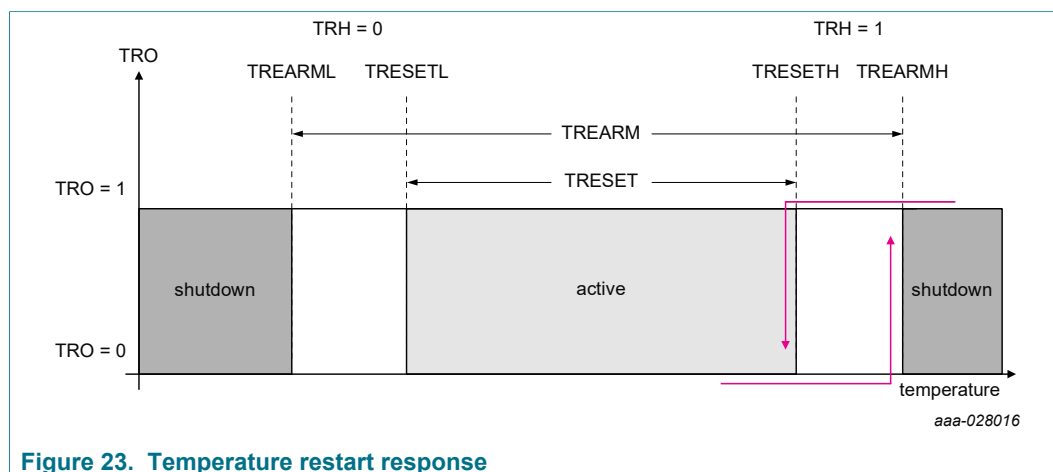 TRH = 0 TRH = 1
TRO
TREARML TRESETL TRESETH TREARMH
TREARM
TRO = 1
TRESET
shutdown active shutdown
TRO = 0
temperature
aaa-028016
Figure 23. Temperature restart response